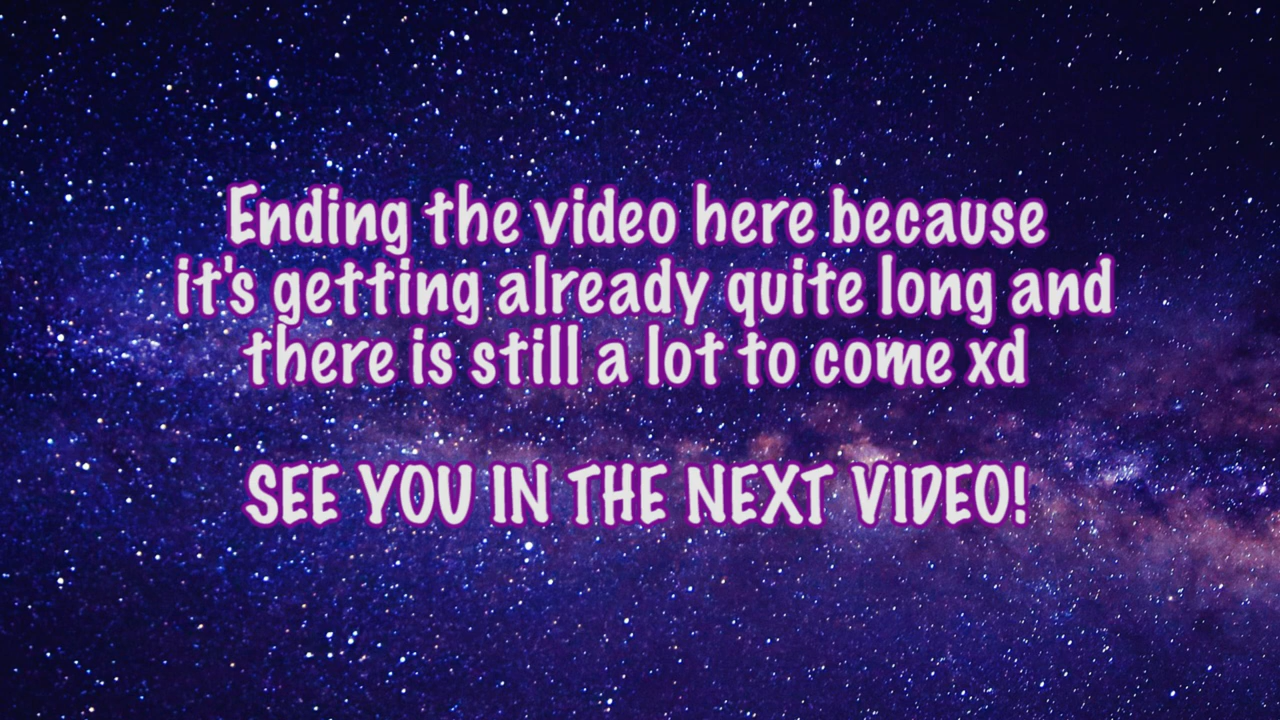 Ending the video here because
it's getting already quite long and
there is still a lot to come xd
SEE YOU IN THE NEXT VIDEO!